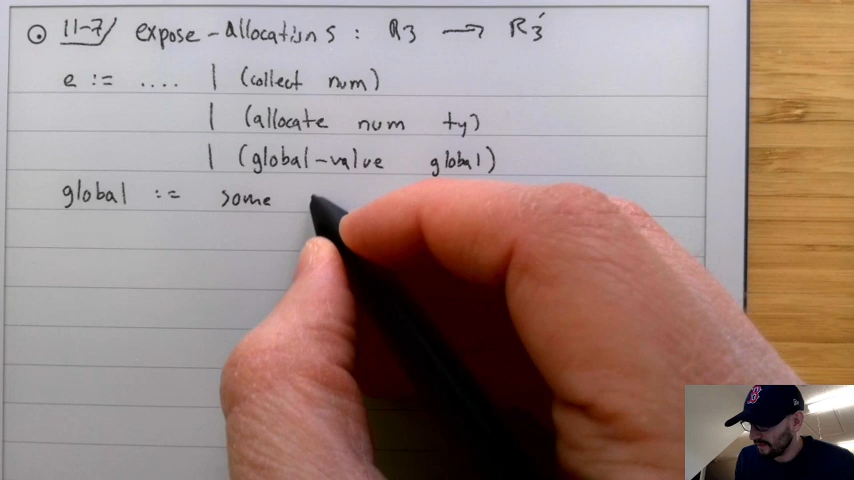 ⊙ 11-7/ expose-allocations : R3 → R3'
e := .... | (collect num)
| (allocate num ty)
| (global-value global)
global := some